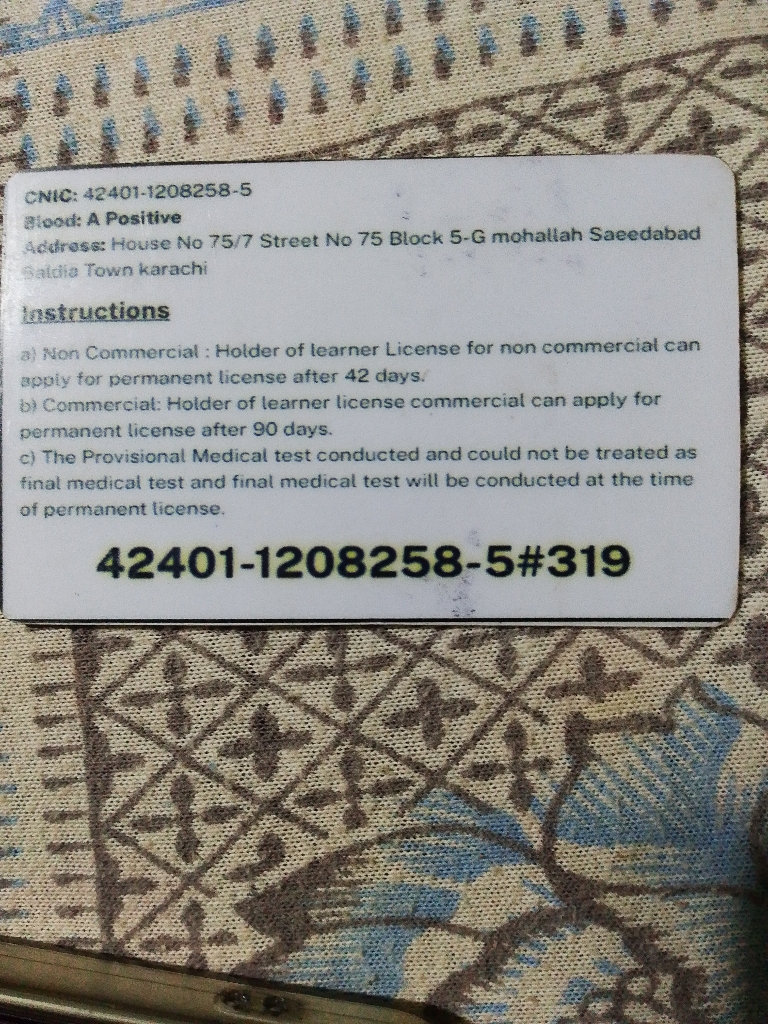 CNIC: 42401-1208258-5
Blood: A Positive
Address: House No 75/7 Street No 75 Block 5-G mohallah Saeedabad
Baldia Town karachi
Instructions
a) Non Commercial : Holder of learner License for non commercial can
apply for permanent license after 42 days.
b) Commercial: Holder of learner license commercial can apply for
permanent license after 90 days.
c) The Provisional Medical test conducted and could not be treated as
final medical test and final medical test will be conducted at the time
of permanent license.
42401-1208258-5#319